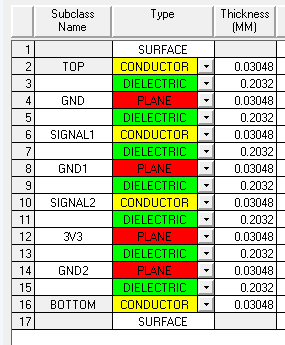 Subclass Name Type Thickness (MM)
1 SURFACE
2 TOP CONDUCTOR 0.03048
3 DIELECTRIC 0.2032
4 GND PLANE 0.03048
5 DIELECTRIC 0.2032
6 SIGNAL1 CONDUCTOR 0.03048
7 DIELECTRIC 0.2032
8 GND1 PLANE 0.03048
9 DIELECTRIC 0.2032
10 SIGNAL2 CONDUCTOR 0.03048
11 DIELECTRIC 0.2032
12 3V3 PLANE 0.03048
13 DIELECTRIC 0.2032
14 GND2 PLANE 0.03048
15 DIELECTRIC 0.2032
16 BOTTOM CONDUCTOR 0.03048
17 SURFACE